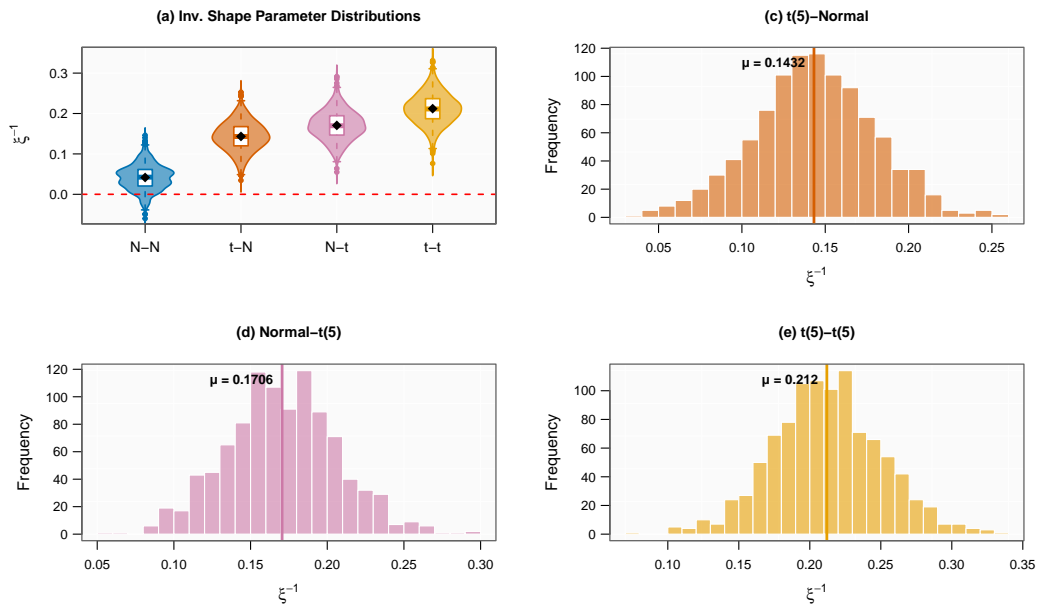 (a) Inv. Shape Parameter Distributions
ξ⁻¹
0.3
0.2
0.1
0.0
N–N
t–N
N–t
t–t
(c) t(5)–Normal
Frequency
120
100
80
60
40
20
0
μ = 0.1432
0.05
0.10
0.15
0.20
0.25
ξ⁻¹
(d) Normal–t(5)
Frequency
120
100
80
60
40
20
0
μ = 0.1706
0.05
0.10
0.15
0.20
0.25
0.30
ξ⁻¹
(e) t(5)–t(5)
Frequency
100
80
60
40
20
0
μ = 0.212
0.10
0.15
0.20
0.25
0.30
0.35
ξ⁻¹